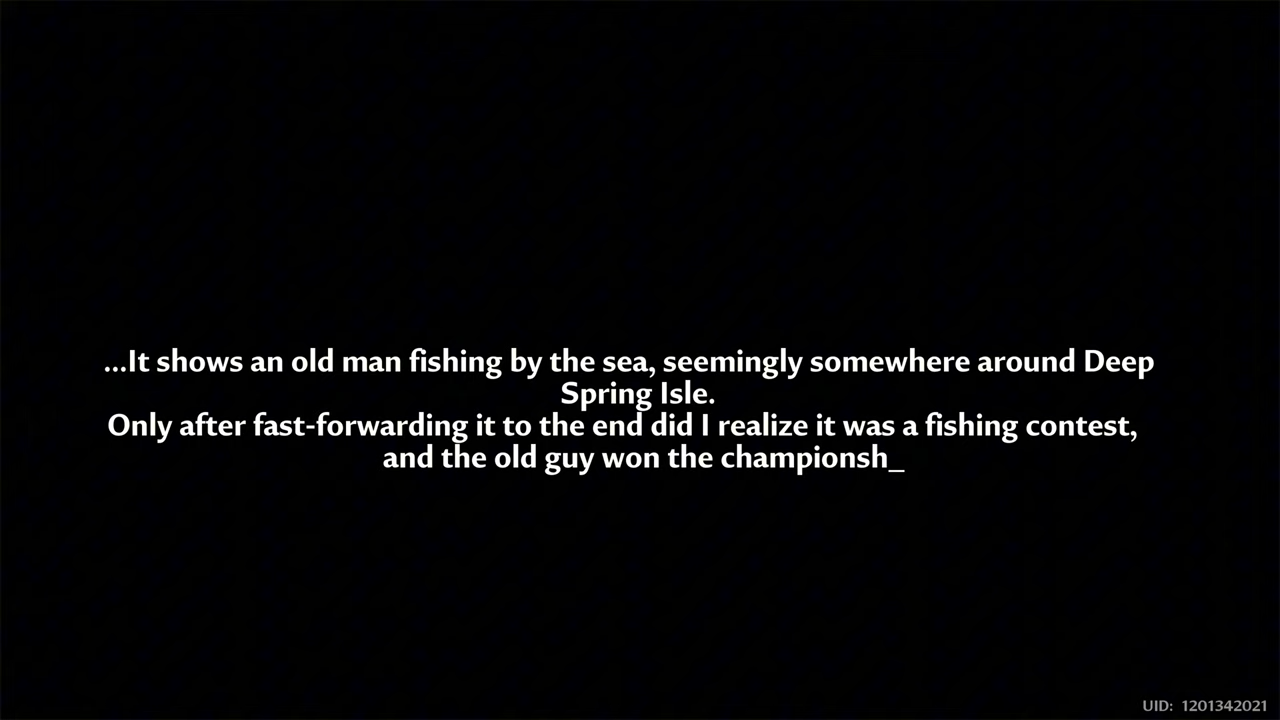 ...It shows an old man fishing by the sea, seemingly somewhere around Deep
Spring Isle.
Only after fast-forwarding it to the end did I realize it was a fishing contest,
and the old guy won the championsh_
UID: 1201342021